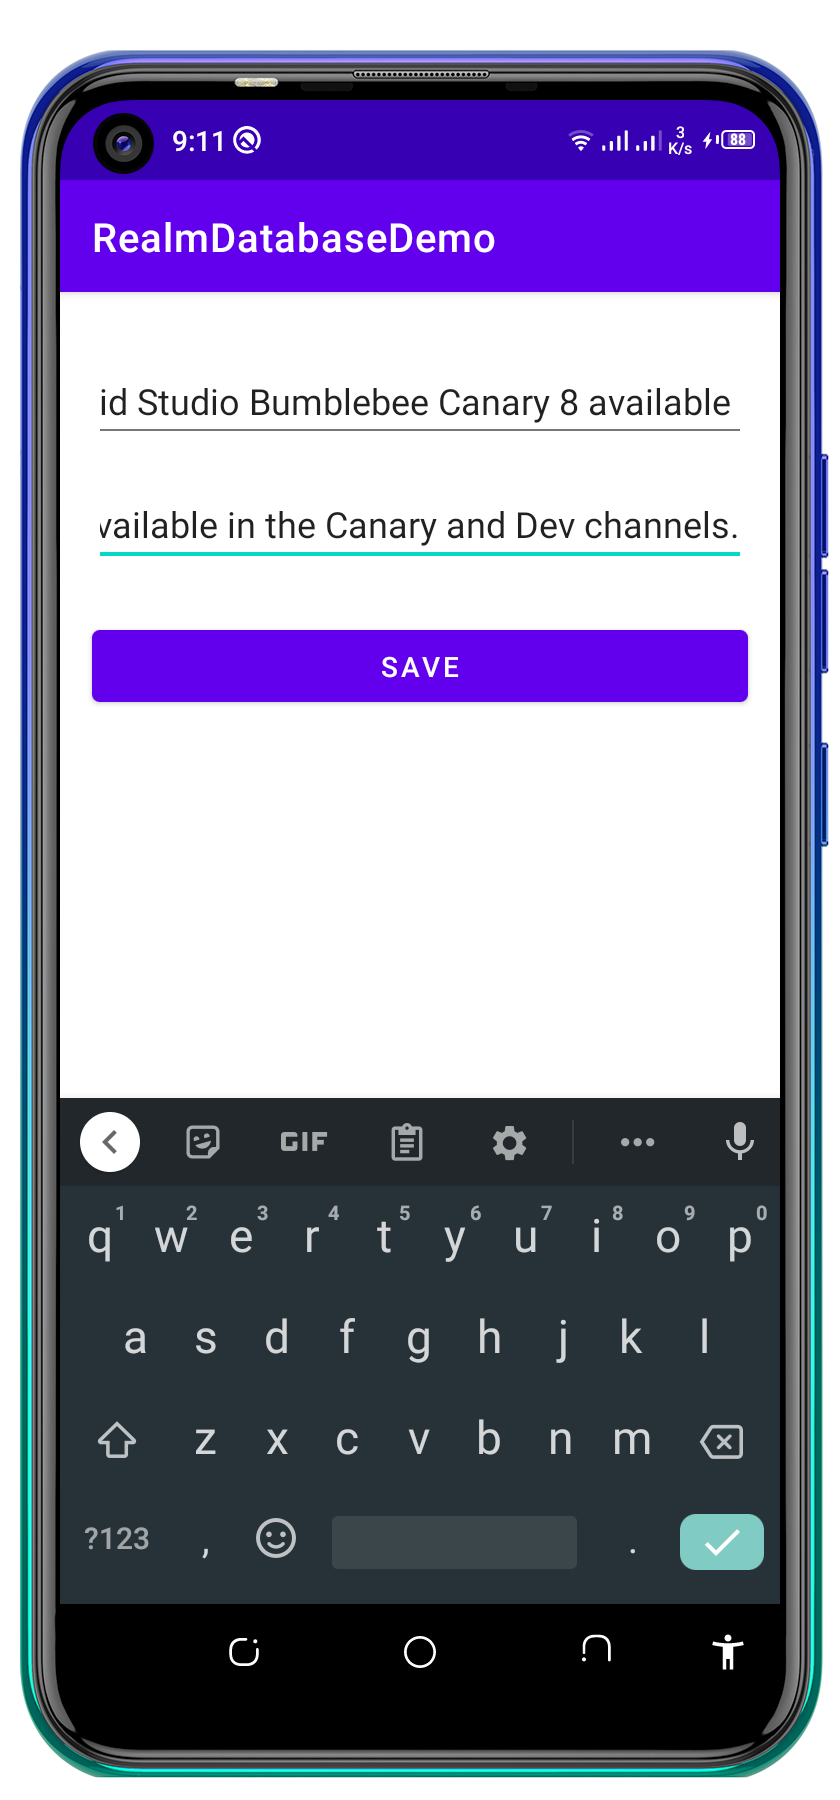 9:11
3
K/s
88
RealmDatabaseDemo
id Studio Bumblebee Canary 8 available
vailable in the Canary and Dev channels.
SAVE
GIF
1 2 3 4 5 6 7 8 9 0
q w e r t y u i o p
a s d f g h j k l
z x c v b n m
?123 , .